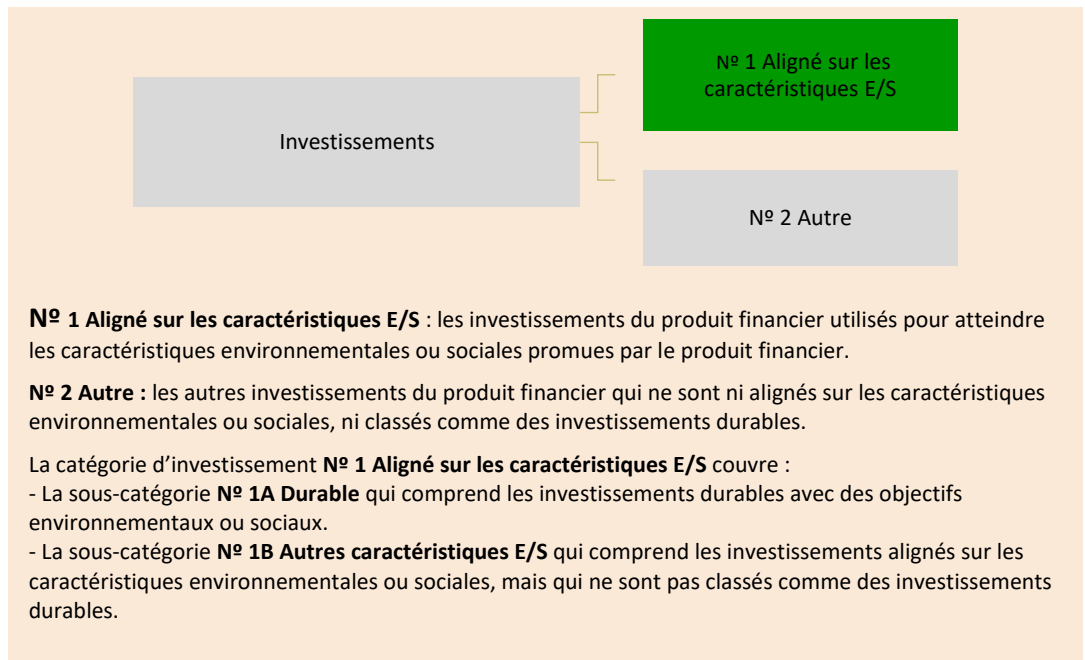 Nº 1 Aligné sur les
caractéristiques E/S
Investissements
Nº 2 Autre
Nº 1 Aligné sur les caractéristiques E/S : les investissements du produit financier utilisés pour atteindre
les caractéristiques environnementales ou sociales promues par le produit financier.
Nº 2 Autre : les autres investissements du produit financier qui ne sont ni alignés sur les caractéristiques
environnementales ou sociales, ni classés comme des investissements durables.
La catégorie d’investissement Nº 1 Aligné sur les caractéristiques E/S couvre :
- La sous-catégorie Nº 1A Durable qui comprend les investissements durables avec des objectifs
environnementaux ou sociaux.
- La sous-catégorie Nº 1B Autres caractéristiques E/S qui comprend les investissements alignés sur les
caractéristiques environnementales ou sociales, mais qui ne sont pas classés comme des investissements
durables.